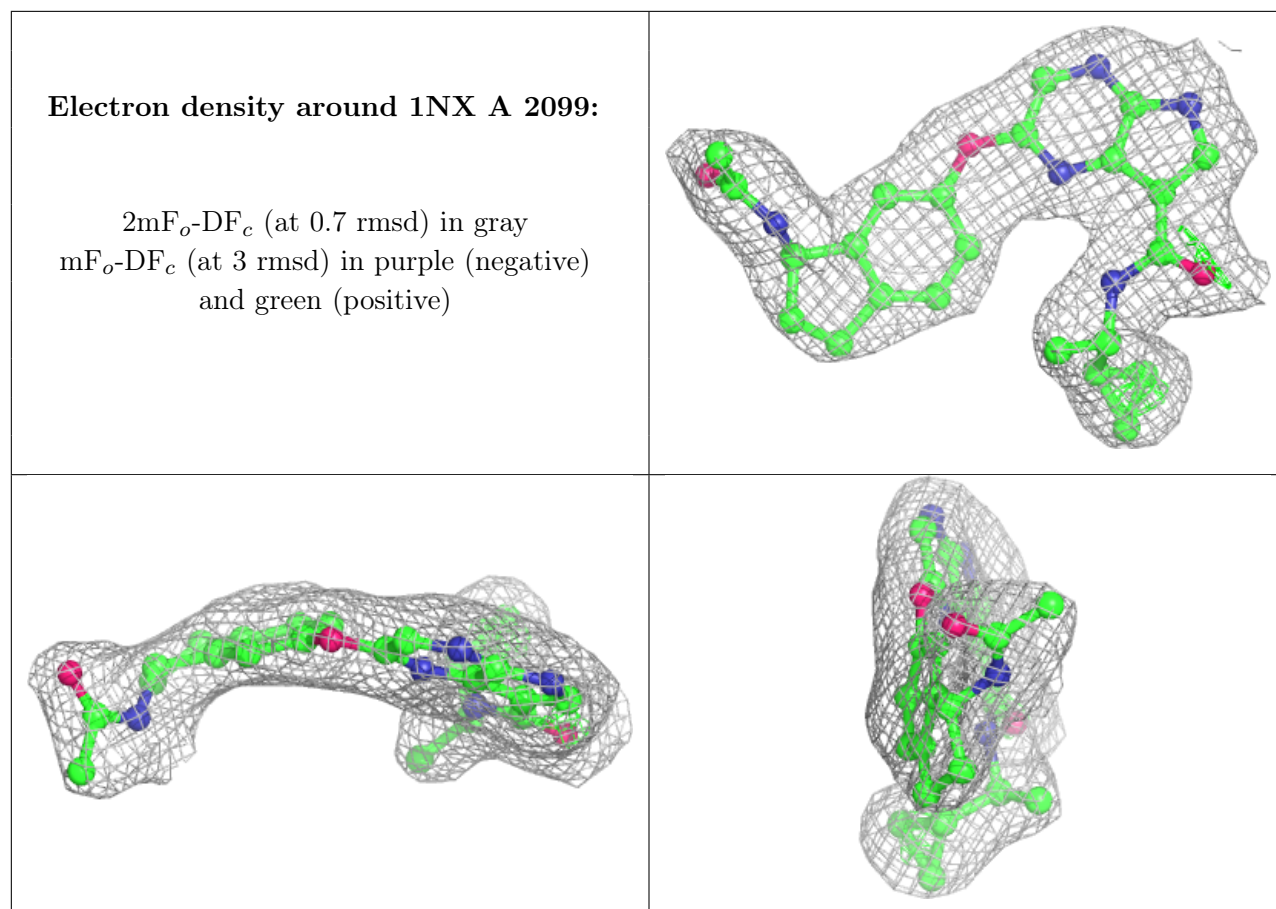 Electron density around 1NX A 2099:
2mFo-DFc (at 0.7 rmsd) in gray
mFo-DFc (at 3 rmsd) in purple (negative)
and green (positive)